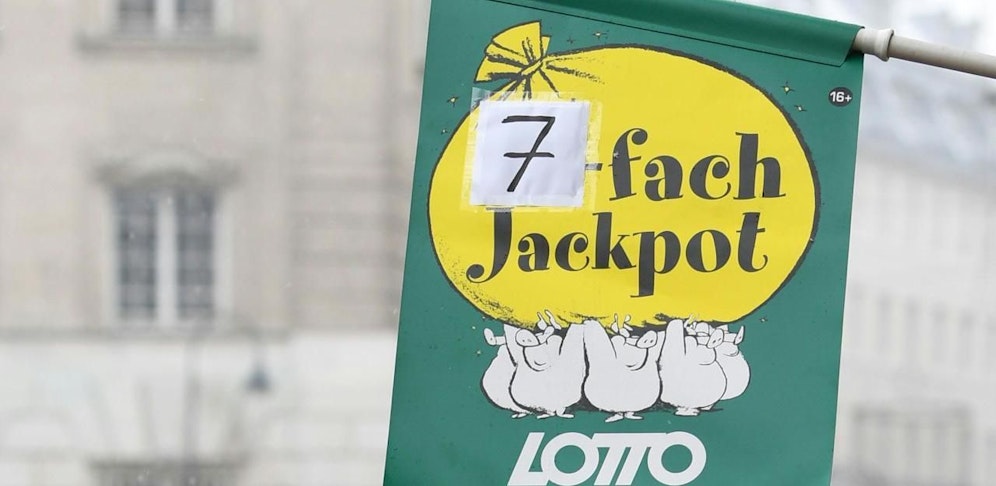 16+
7-fach
Jackpot
LOTTO